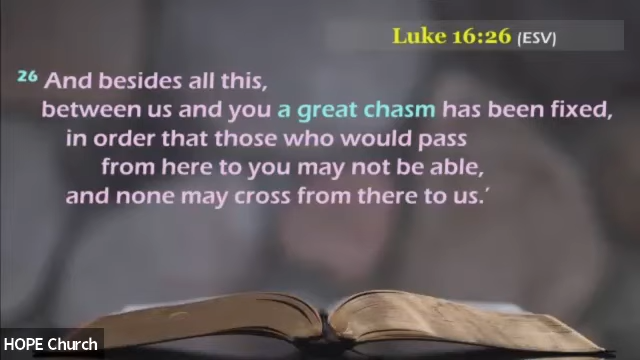 Luke 16:26 (ESV)
26 And besides all this,
between us and you a great chasm has been fixed,
in order that those who would pass
from here to you may not be able,
and none may cross from there to us.’
HOPE Church